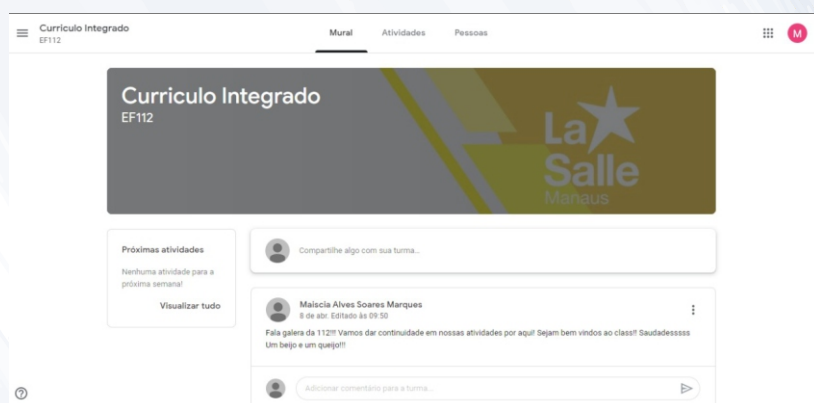 Curriculo Integrado
EF112
Mural
Atividades
Pessoas
M
Curriculo Integrado
EF112
La
Salle
Manaus
Próximas atividades
Nenhuma atividade para a
próxima semana!
Visualizar tudo
Compartilhe algo com sua turma...
Maiscia Alves Soares Marques
8 de abr. Editado às 09:50
Fala galera da 112!!! Vamos dar continuidade em nossas atividades por aqui! Sejam bem vindos ao class!! Saudadesssss
Um beijo e um queijo!!!
Adicionar comentário para a turma...